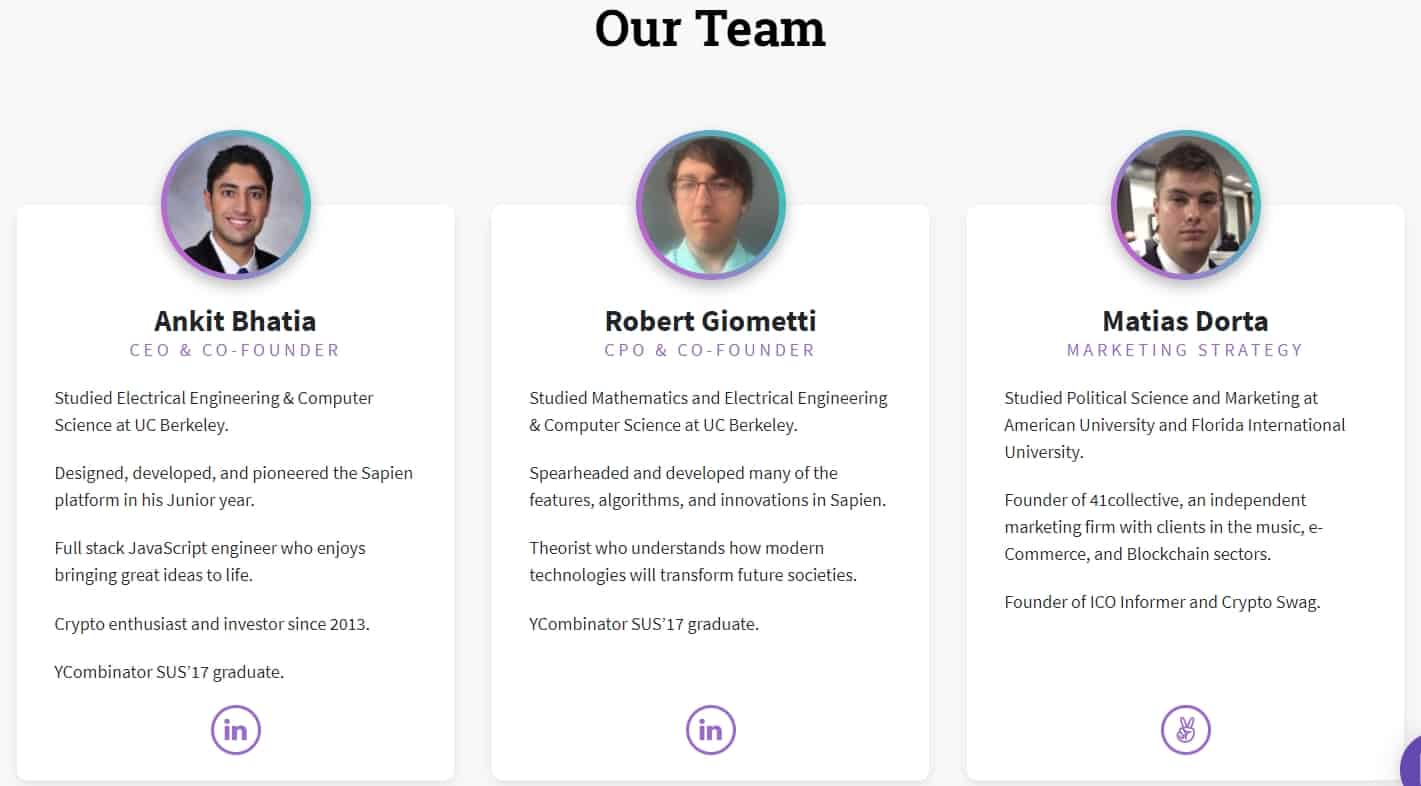 Our Team
Ankit Bhatia
CEO & CO-FOUNDER
Studied Electrical Engineering & Computer
Science at UC Berkeley.
Designed, developed, and pioneered the Sapien
platform in his Junior year.
Full stack JavaScript engineer who enjoys
bringing great ideas to life.
Crypto enthusiast and investor since 2013.
YCombinator SUS’17 graduate.
in
Robert Giometti
CPO & CO-FOUNDER
Studied Mathematics and Electrical Engineering
& Computer Science at UC Berkeley.
Spearheaded and developed many of the
features, algorithms, and innovations in Sapien.
Theorist who understands how modern
technologies will transform future societies.
YCombinator SUS’17 graduate.
in
Matias Dorta
MARKETING STRATEGY
Studied Political Science and Marketing at
American University and Florida International
University.
Founder of 41collective, an independent
marketing firm with clients in the music, e-
Commerce, and Blockchain sectors.
Founder of ICO Informer and Crypto Swag.